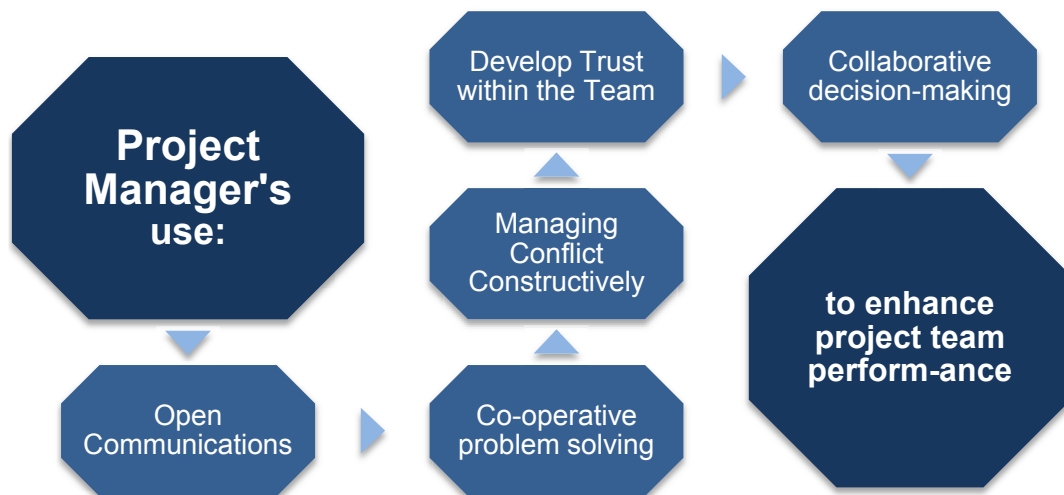 Project
Manager's
use:
Open
Communications
Co-operative
problem solving
Managing
Conflict
Constructively
Develop Trust
within the Team
Collaborative
decision-making
to enhance
project team
perform-ance